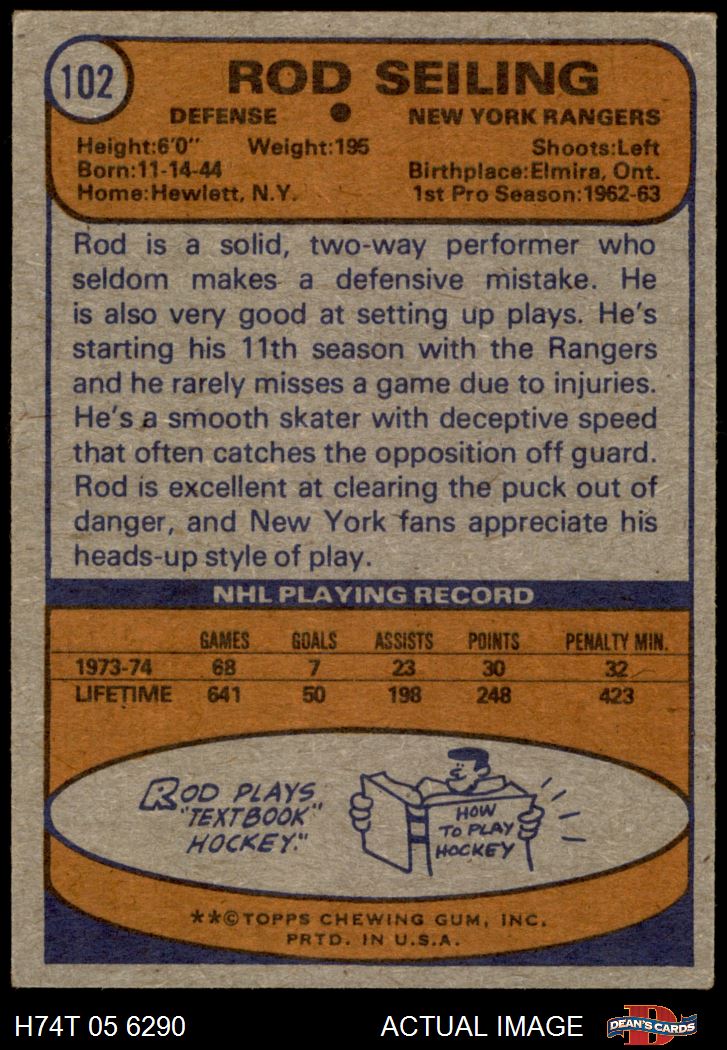 102
ROD SEILING
DEFENSE ● NEW YORK RANGERS
Height:6'0" Weight:195 Shoots:Left
Born:11-14-44 Birthplace:Elmira, Ont.
Home:Hewlett, N.Y. 1st Pro Season:1962-63
Rod is a solid, two-way performer who
seldom makes a defensive mistake. He
is also very good at setting up plays. He's
starting his 11th season with the Rangers
and he rarely misses a game due to injuries.
He's a smooth skater with deceptive speed
that often catches the opposition off guard.
Rod is excellent at clearing the puck out of
danger, and New York fans appreciate his
heads-up style of play.
NHL PLAYING RECORD
GAMES GOALS ASSISTS POINTS PENALTY MIN.
1973-74 68 7 23 30 32
LIFETIME 641 50 198 248 423
ROD PLAYS
"TEXTBOOK"
HOCKEY."
HOW
TO PLAY
HOCKEY
**©TOPPS CHEWING GUM, INC.
PRTD. IN U.S.A.
H74T 05 6290 ACTUAL IMAGE D DEAN'S CARDS